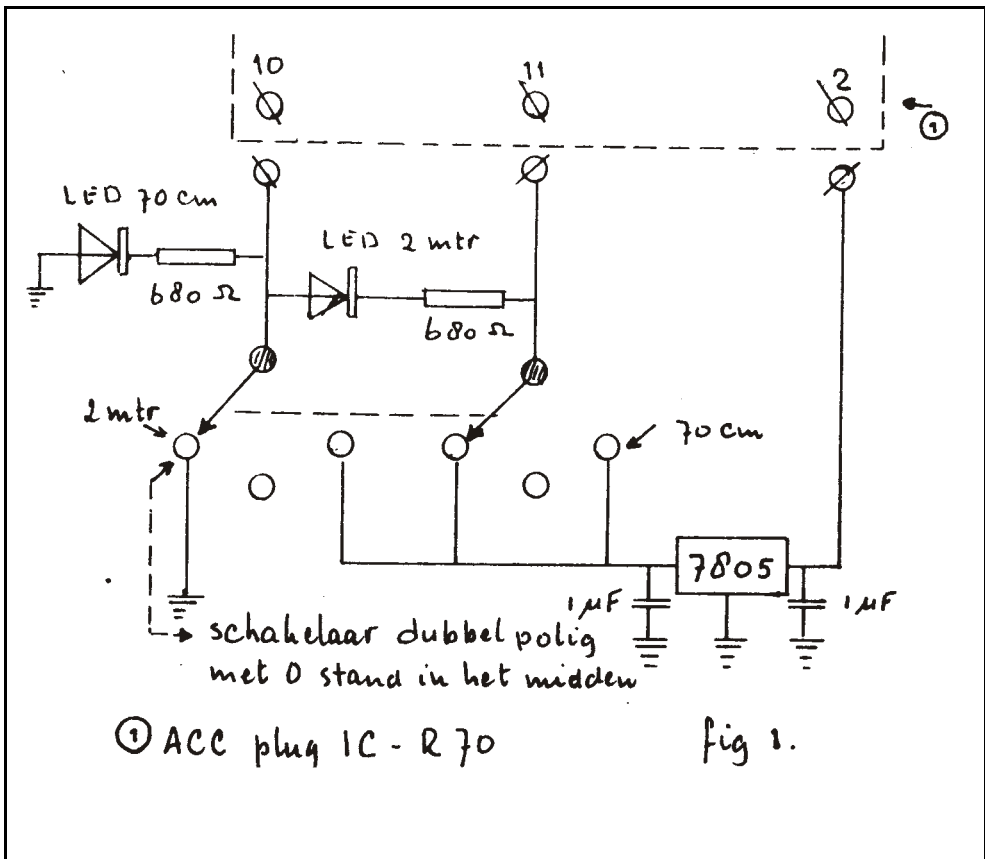 10
11
2
①
LED 70 cm
LED 2 mtr
680 Ω
680 Ω
2 mtr
70 cm
7805
1 µF
1 µF
schakelaar dubbel polig
met 0 stand in het midden
① ACC plug IC - R 70
fig 1.